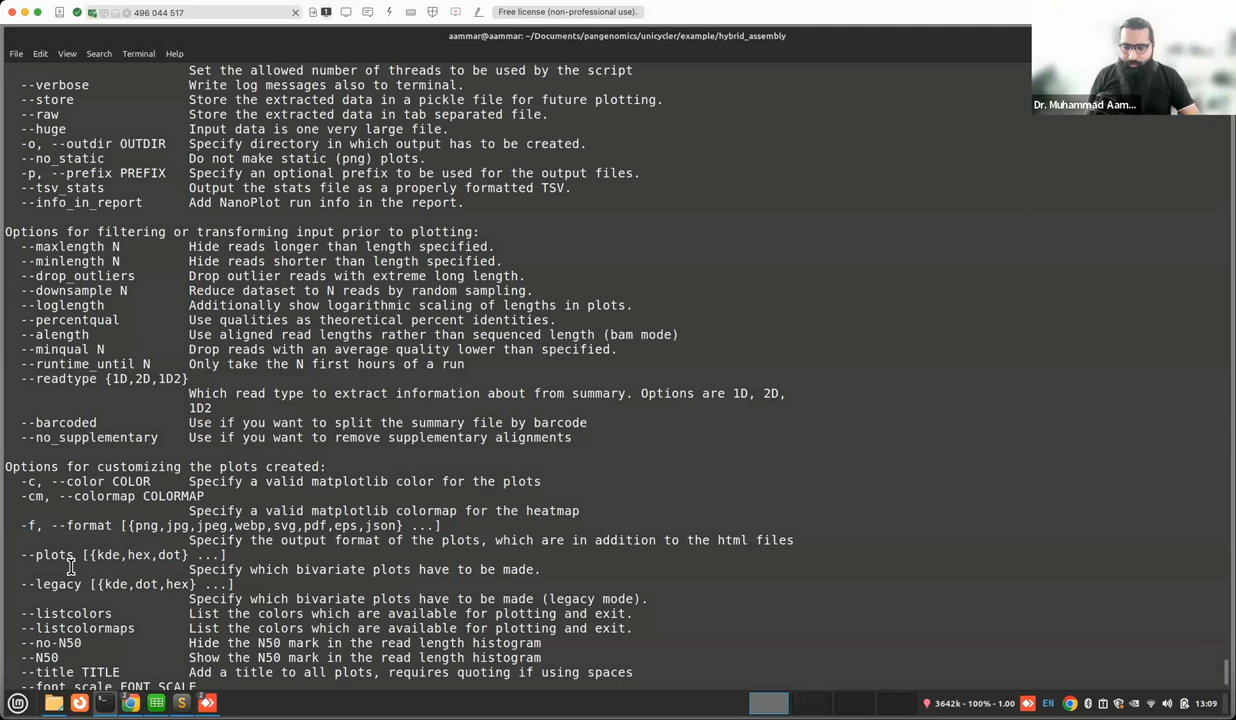 496 044 517
Free license (non-professional use).
aammar@aammar: ~/Documents/pangenomics/unicycler/example/hybrid_assembly
File Edit View Terminal Help
Set the allowed number of threads to be used by the script
--verbose Write log messages also to terminal.
--store Store the extracted data in a pickle file for future plotting.
--raw Store the extracted data in tab separated file.
--huge Input data is one very large file.
-o, --outdir OUTDIR Specify directory in which output has to be created.
--no_static Do not make static (png) plots.
-p, --prefix PREFIX Specify an optional prefix to be used for the output files.
--tsv_stats Output the stats file as a properly formatted TSV.
--info_in_report Add NanoPlot run info in the report.
Options for filtering or transforming input prior to plotting:
--maxlength N Hide reads longer than length specified.
--minlength N Hide reads shorter than length specified.
--drop_outliers Drop outlier reads with extreme long length.
--downsample N Reduce dataset to N reads by random sampling.
--loglength Additionally show logarithmic scaling of lengths in plots.
--percentqual Use qualities as theoretical percent identities.
--alength Use aligned read lengths rather than sequenced length (bam mode)
--minqual N Drop reads with an average quality lower than specified.
--runtime_until N Only take the N first hours of a run
--readtype {1D,2D,1D2}
Which read type to extract information about from summary. Options are 1D, 2D,
1D2
--barcoded Use if you want to split the summary file by barcode
--no_supplementary Use if you want to remove supplementary alignments
Options for customizing the plots created:
-c, --color COLOR Specify a valid matplotlib color for the plots
-cm, --colormap COLORMAP
Specify a valid matplotlib colormap for the heatmap
-f, --format [{png,jpg,jpeg,webp,svg,pdf,eps,json} ...]
Specify the output format of the plots, which are in addition to the html files
--plots [{kde,hex,dot} ...]
Specify which bivariate plots have to be made.
--legacy [{kde,dot,hex} ...]
Specify which bivariate plots have to be made (legacy mode).
--listcolors List the colors which are available for plotting and exit.
--listcolormaps List the colors which are available for plotting and exit.
--no-N50 Hide the N50 mark in the read length histogram
--N50 Show the N50 mark in the read length histogram
--title TITLE Add a title to all plots, requires quoting if using spaces
--font_scale FONT_SCALE
Dr. Muhammad Aam...
3642k - 100% - 1.00 EN 13:09